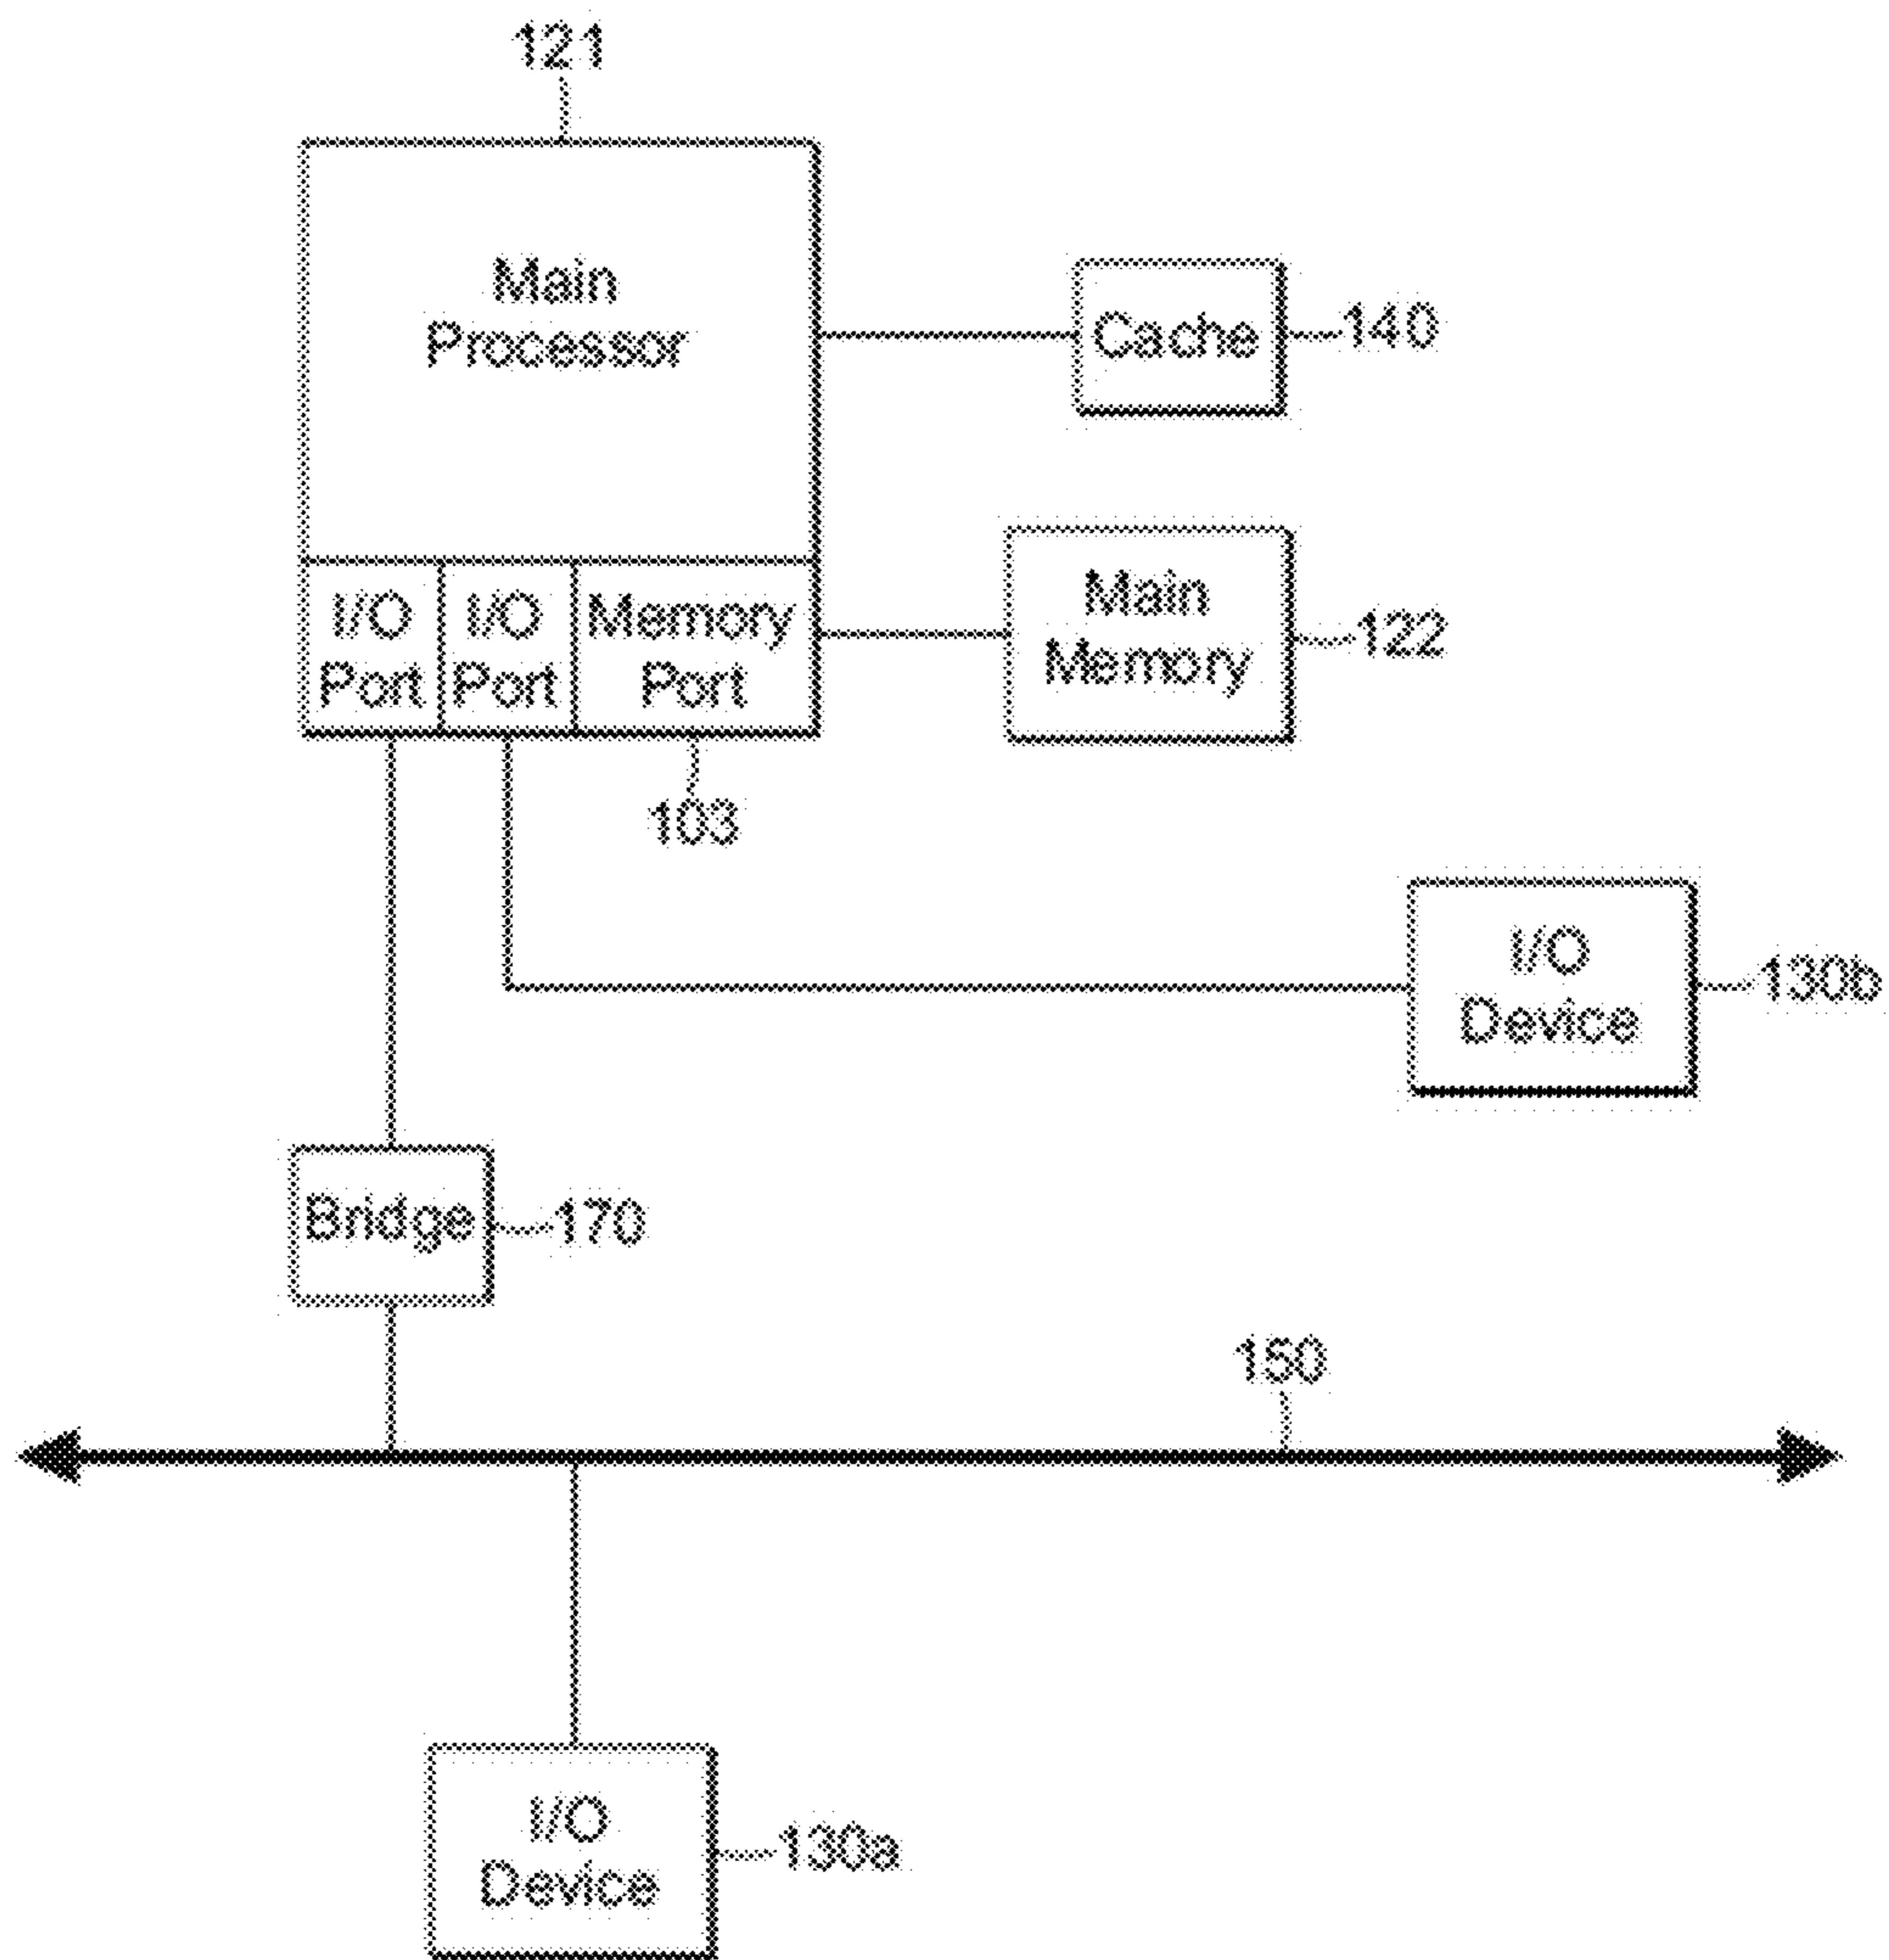 121
Main
Processor
Cache
140
I/O
Port
I/O
Port
Memory
Port
Main
Memory
122
103
I/O
Device
130b
Bridge
170
150
I/O
Device
130a